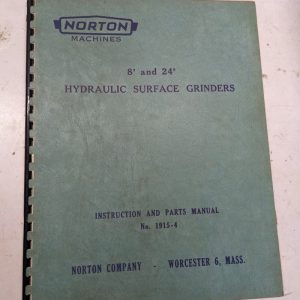 NORTON
MACHINES
8" and 24"
HYDRAULIC SURFACE GRINDERS
INSTRUCTION AND PARTS MANUAL
No. 1915-4
NORTON COMPANY - WORCESTER 6, MASS.